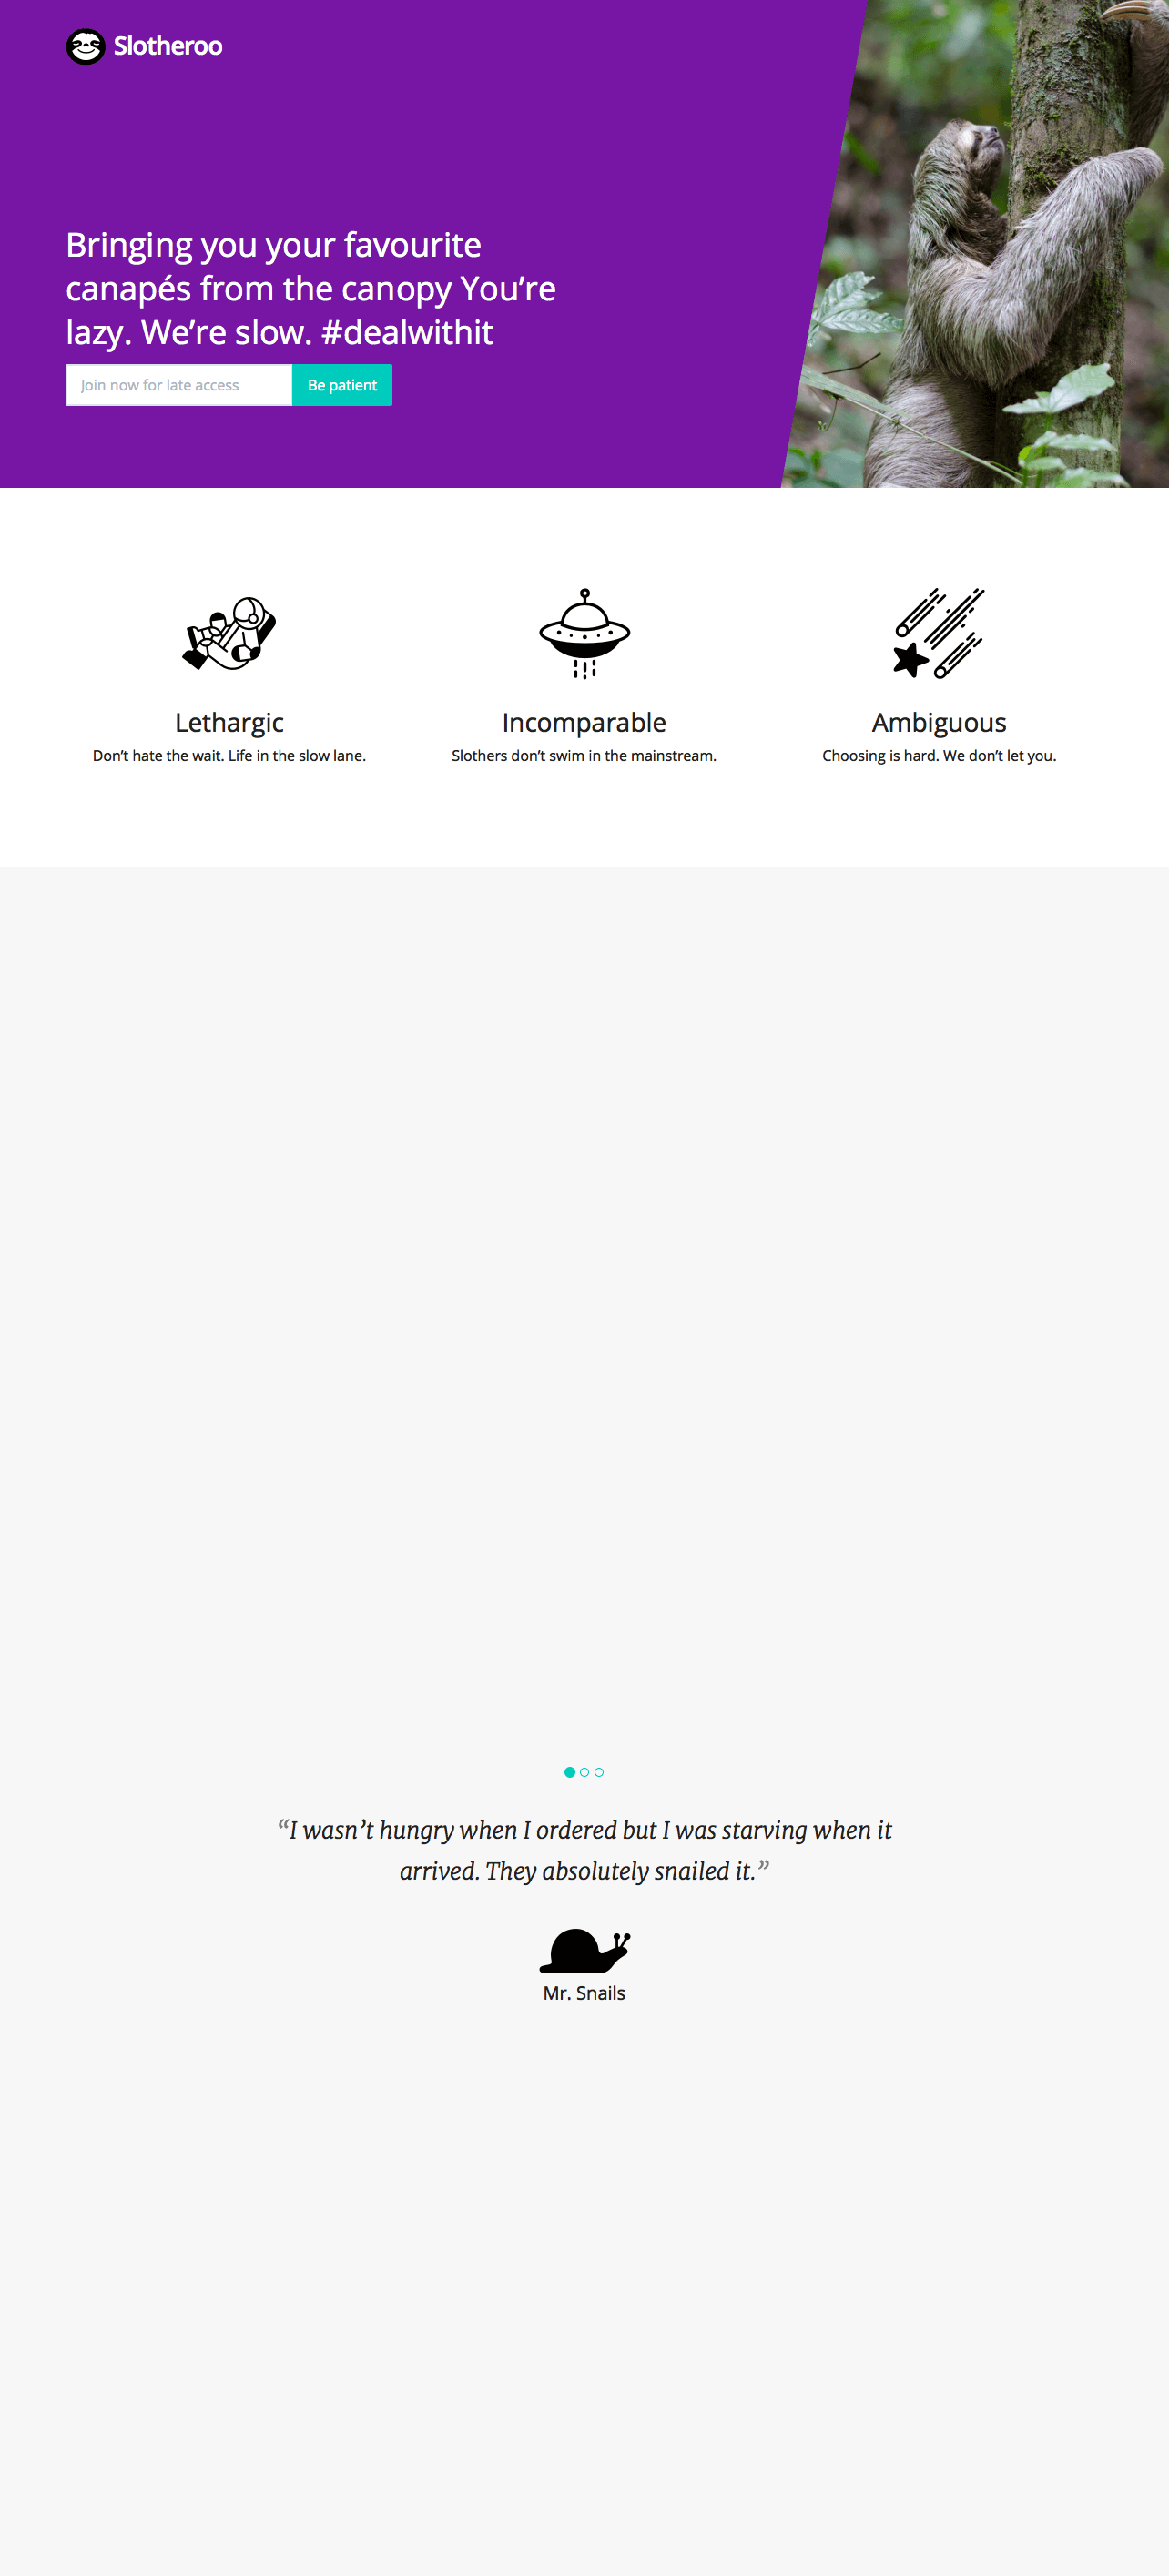 Slotheroo
Bringing you your favourite
canapés from the canopy You’re
lazy. We’re slow. #dealwithit
Join now for late access
Be patient
Lethargic
Don’t hate the wait. Life in the slow lane.
Incomparable
Slothers don’t swim in the mainstream.
Ambiguous
Choosing is hard. We don’t let you.
“I wasn’t hungry when I ordered but I was starving when it
arrived. They absolutely snailed it.”
Mr. Snails